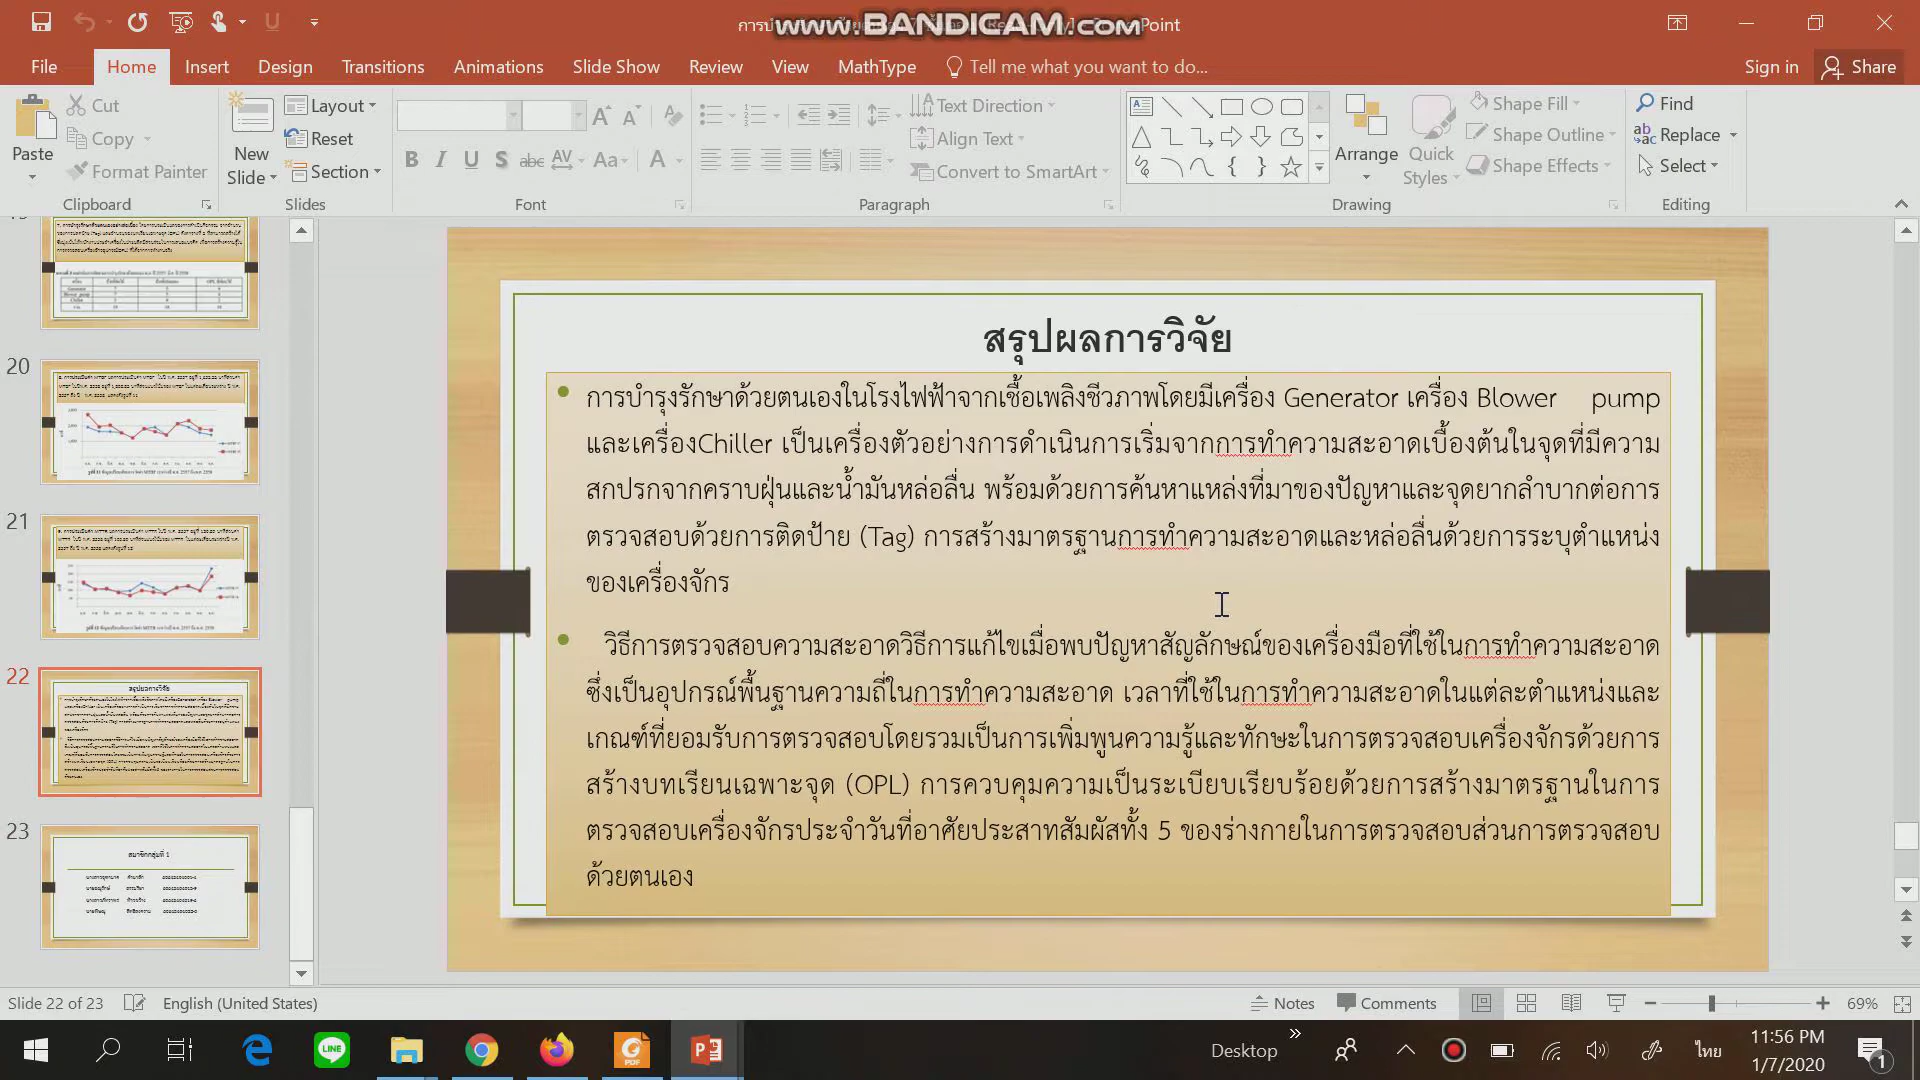 การบำ
www.BANDICAM.com
Point
File
Home
Insert
Design
Transitions
Animations
Slide Show
Review
View
MathType
Tell me what you want to do...
Sign in
Share
Paste
Cut
Copy
Format Painter
Clipboard
New
Slide
Layout
Reset
Section
Slides
Font
Text Direction
Align Text
Convert to SmartArt
Paragraph
Arrange
Quick
Styles
Shape Fill
Shape Outline
Shape Effects
Drawing
Find
Replace
Select
Editing
20
21
22
สรุปผลการวิจัย
23
สมาชิกกลุ่มที่ 1
สรุปผลการวิจัย
การบำรุงรักษาด้วยตนเองในโรงไฟฟ้าจากเชื้อเพลิงชีวภาพโดยมีเครื่อง Generator เครื่อง Blower pump
และเครื่องChiller เป็นเครื่องตัวอย่างการดำเนินการเริ่มจากการทำความสะอาดเบื้องต้นในจุดที่มีความ
สกปรกจากคราบฝุ่นและน้ำมันหล่อลื่น พร้อมด้วยการค้นหาแหล่งที่มาของปัญหาและจุดยากลำบากต่อการ
ตรวจสอบด้วยการติดป้าย (Tag) การสร้างมาตรฐานการทำความสะอาดและหล่อลื่นด้วยการระบุตำแหน่ง
ของเครื่องจักร
วิธีการตรวจสอบความสะอาดวิธีการแก้ไขเมื่อพบปัญหาสัญลักษณ์ของเครื่องมือที่ใช้ในการทำความสะอาด
ซึ่งเป็นอุปกรณ์พื้นฐานความถี่ในการทำความสะอาด เวลาที่ใช้ในการทำความสะอาดในแต่ละตำแหน่งและ
เกณฑ์ที่ยอมรับการตรวจสอบโดยรวมเป็นการเพิ่มพูนความรู้และทักษะในการตรวจสอบเครื่องจักรด้วยการ
สร้างบทเรียนเฉพาะจุด (OPL) การควบคุมความเป็นระเบียบเรียบร้อยด้วยการสร้างมาตรฐานในการ
ตรวจสอบเครื่องจักรประจำวันที่อาศัยประสาทสัมผัสทั้ง 5 ของร่างกายในการตรวจสอบส่วนการตรวจสอบ
ด้วยตนเอง
Slide 22 of 23
English (United States)
Notes
Comments
69%
Desktop
ไทย
11:56 PM
1/7/2020
1